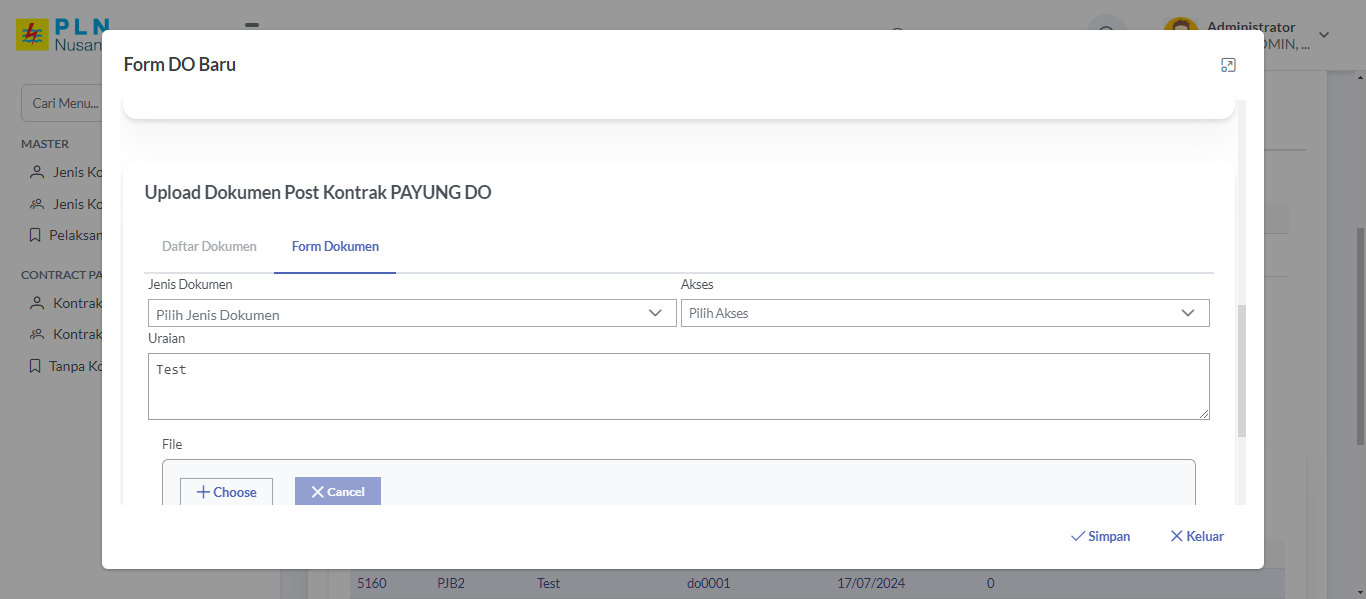 PLN
Nusan
Administrator
DMIN, ...
Form DO Baru
Cari Menu...
MASTER
Jenis Ko
Jenis Ko
Pelaksan
CONTRACT PA
Kontrak
Kontrak
Tanpa Ko
Upload Dokumen Post Kontrak PAYUNG DO
Daftar Dokumen Form Dokumen
Jenis Dokumen Akses
Pilih Jenis Dokumen Pilih Akses
Uraian
Test
File
Choose Cancel
Simpan Keluar
5160 PJB2 Test do0001 17/07/2024 0